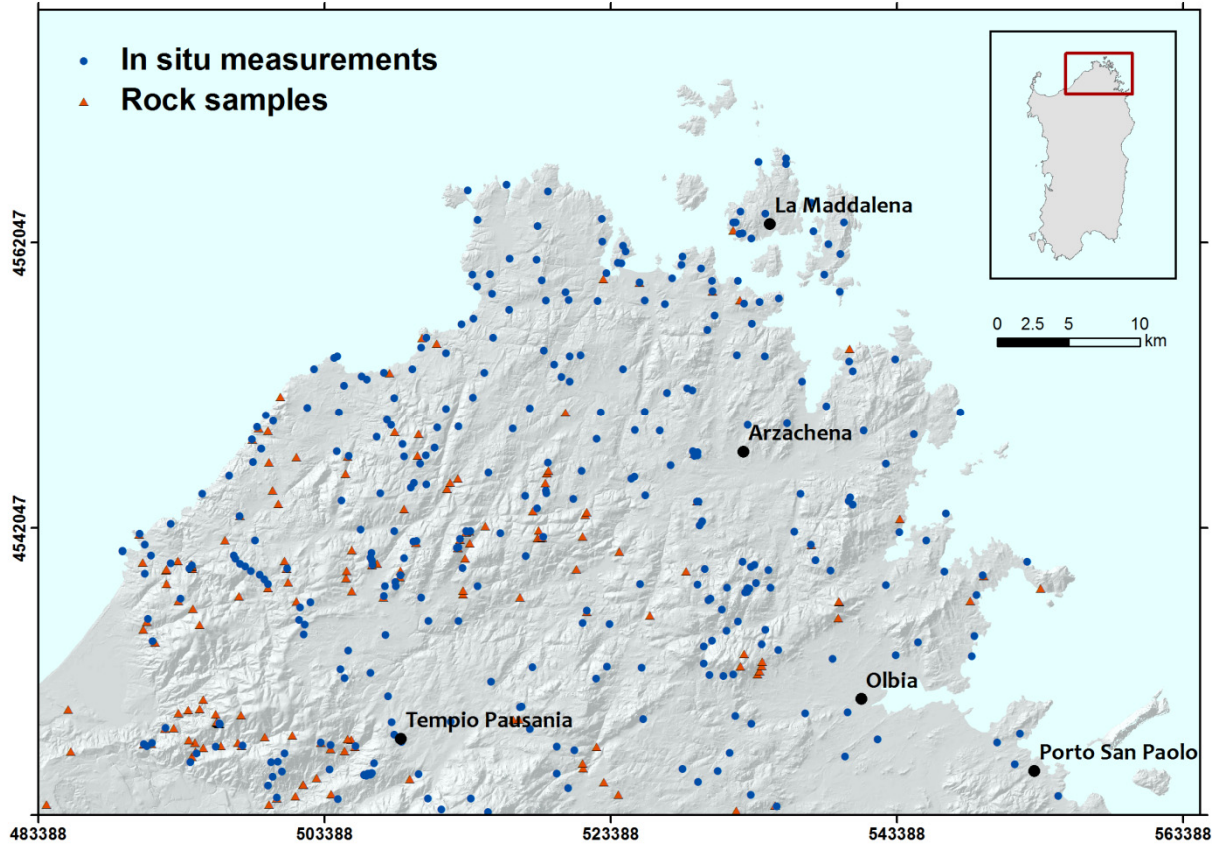 In situ measurements
Rock samples
La Maddalena
4562047
0 2.5 5 10
km
Arzachena
4542047
Olbia
Tempio Pausania
Porto San Paolo
483388 503388 523388 543388 563388